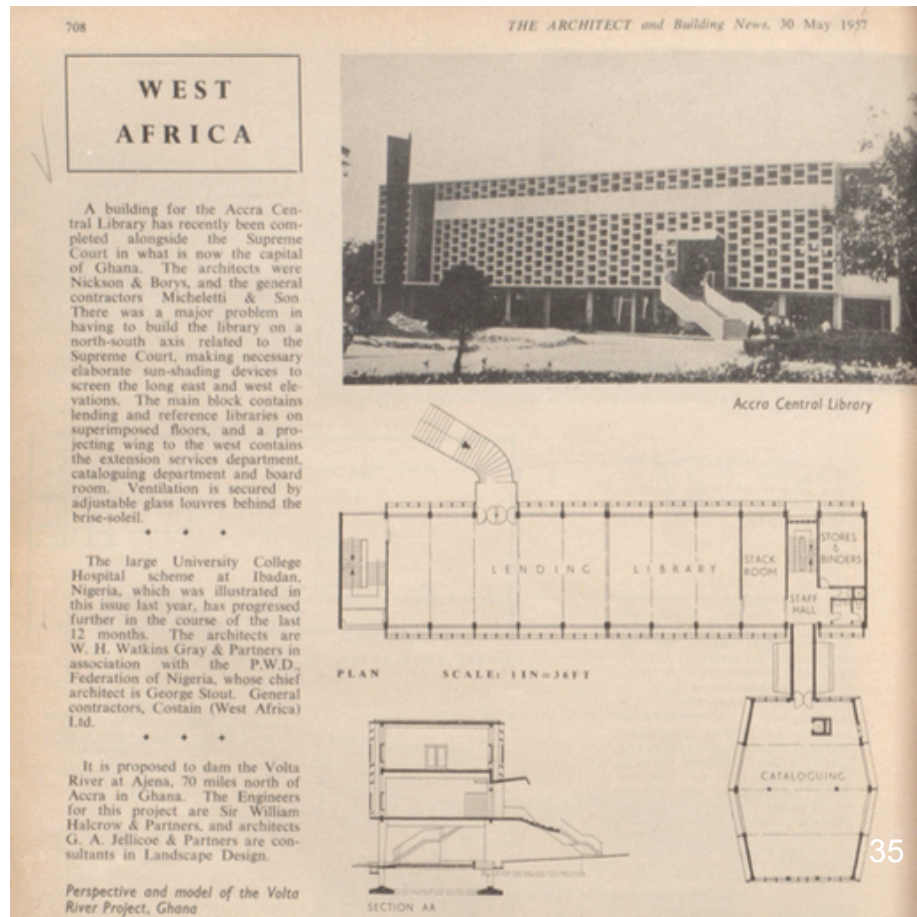 708
THE ARCHITECT and Building News, 30 May 1957
WEST
AFRICA
A building for the Accra Cen-
tral Library has recently been com-
pleted alongside the Supreme
Court in what is now the capital
of Ghana. The architects were
Nickson & Borys, and the general
contractors Micheletti & Son
There was a major problem in
having to build the library on a
north-south axis related to the
Supreme Court, making necessary
elaborate sun-shading devices to
screen the long east and west ele-
vations. The main block contains
lending and reference libraries on
superimposed floors, and a pro-
jecting wing to the west contains
the extension services department,
cataloguing department and board
room. Ventilation is secured by
adjustable glass louvres behind the
brise-soleil.
The large University College
Hospital scheme at Ibadan,
Nigeria, which was illustrated in
this issue last year, has progressed
further in the course of the last
12 months. The architects are
W. H. Watkins Gray & Partners in
association with the P.W.D.,
Federation of Nigeria, whose chief
architect is George Stout. General
contractors, Costain (West Africa)
Ltd.
It is proposed to dam the Volta
River at Ajena, 70 miles north of
Accra in Ghana. The Engineers
for this project are Sir William
Halcrow & Partners, and architects
G. A. Jellicoe & Partners are con-
sultants in Landscape Design.
Perspective and model of the Volta
River Project, Ghana
Accra Central Library
LENDING LIBRARY
STACK
ROOM
STORES
&
BINDERS
STAFF
HALL
PLAN SCALE: 1IN=36FT
CATALOGUING
SECTION AA
35